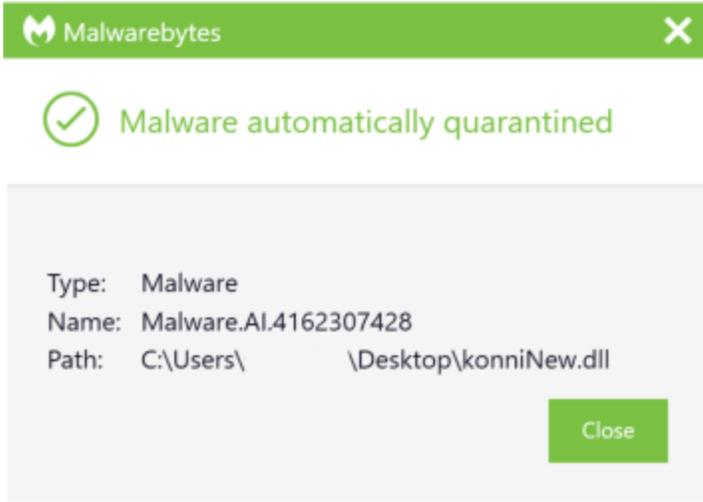 Malwarebytes
Malware automatically quarantined
Type: Malware
Name: Malware.AI.4162307428
Path: C:\Users\ \Desktop\konniNew.dll
Close